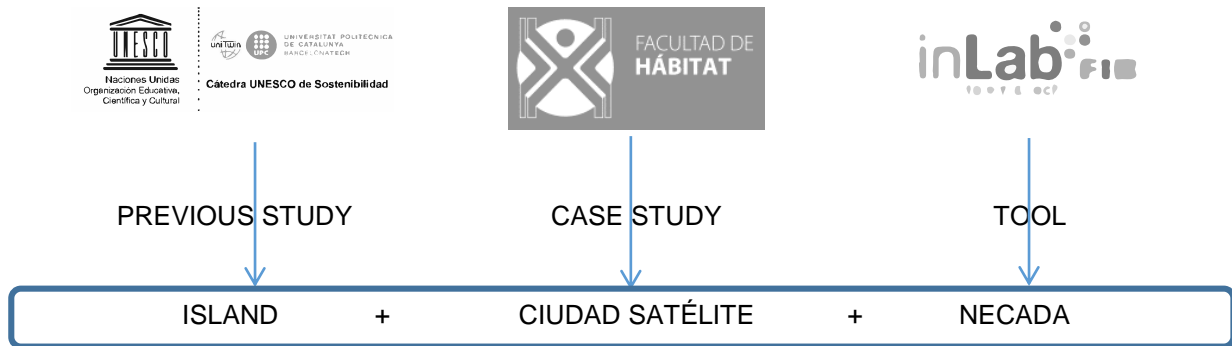 UNESCO
Naciones Unidas
Organización Educativa,
Científica y Cultural
uniTwin
UPC
UNIVERSITAT POLITÈCNICA
DE CATALUNYA
BARCELONATECH
Cátedra UNESCO de Sostenibilidad
FACULTAD DE
HÁBITAT
inLab FIB
PREVIOUS STUDY
CASE STUDY
TOOL
ISLAND + CIUDAD SATÉLITE + NECADA